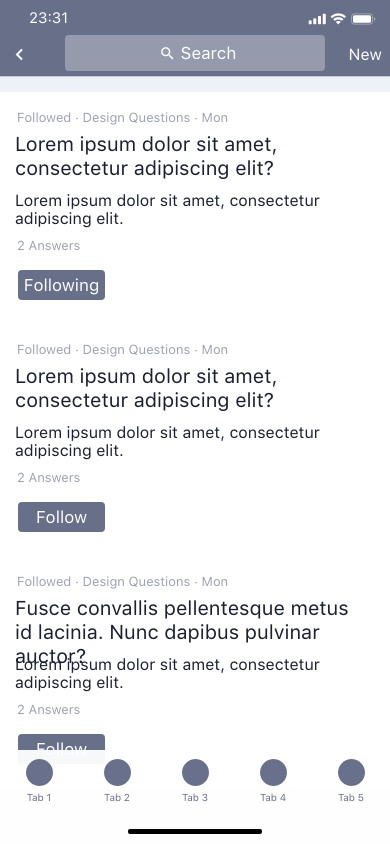 23:31
Search
New
Followed · Design Questions · Mon
Lorem ipsum dolor sit amet,
consectetur adipiscing elit?
Lorem ipsum dolor sit amet, consectetur
adipiscing elit.
2 Answers
Following
Followed · Design Questions · Mon
Lorem ipsum dolor sit amet,
consectetur adipiscing elit?
Lorem ipsum dolor sit amet, consectetur
adipiscing elit.
2 Answers
Follow
Followed · Design Questions · Mon
Fusce convallis pellentesque metus
id lacinia. Nunc dapibus pulvinar
auctor?
Lorem ipsum dolor sit amet, consectetur
adipiscing elit.
2 Answers
Follow
Tab 1
Tab 2
Tab 3
Tab 4
Tab 5